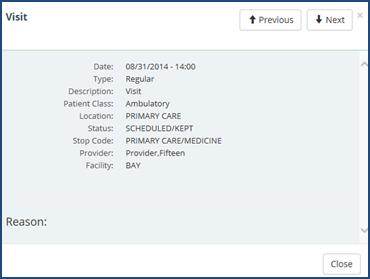 Visit
Previous
Next
×
Date: 08/31/2014 - 14:00
Type: Regular
Description: Visit
Patient Class: Ambulatory
Location: PRIMARY CARE
Status: SCHEDULED/KEPT
Stop Code: PRIMARY CARE/MEDICINE
Provider: Provider,Fifteen
Facility: BAY
Reason:
Close